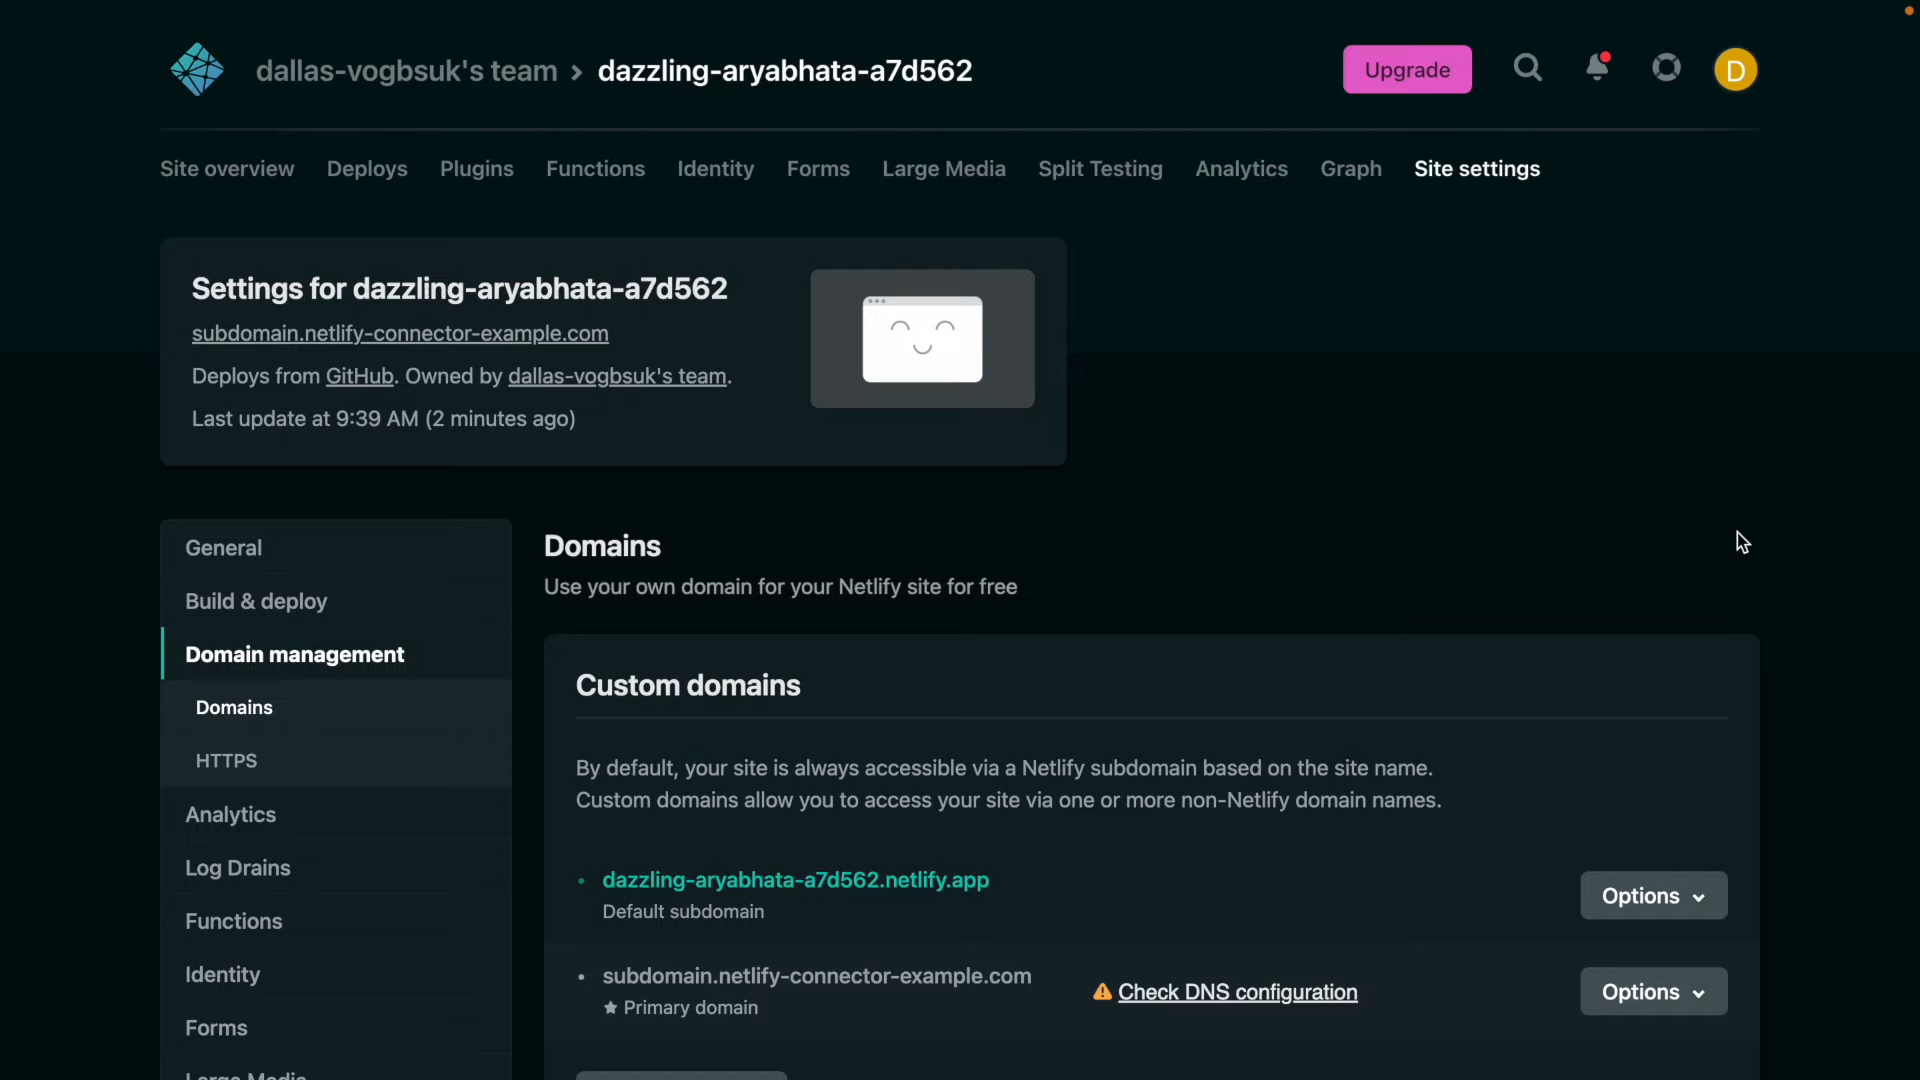 dallas-vogbsuk's team > dazzling-aryabhata-a7d562
Upgrade
D
Site overview Deploys Plugins Functions Identity Forms Large Media Split Testing Analytics Graph Site settings
Settings for dazzling-aryabhata-a7d562
subdomain.netlify-connector-example.com
Deploys from GitHub. Owned by dallas-vogbsuk's team.
Last update at 9:39 AM (2 minutes ago)
General
Build & deploy
Domain management
Domains
HTTPS
Analytics
Log Drains
Functions
Identity
Forms
Large Media
Domains
Use your own domain for your Netlify site for free
Custom domains
By default, your site is always accessible via a Netlify subdomain based on the site name.
Custom domains allow you to access your site via one or more non-Netlify domain names.
• dazzling-aryabhata-a7d562.netlify.app
Default subdomain
Options
• subdomain.netlify-connector-example.com
★ Primary domain
Check DNS configuration
Options